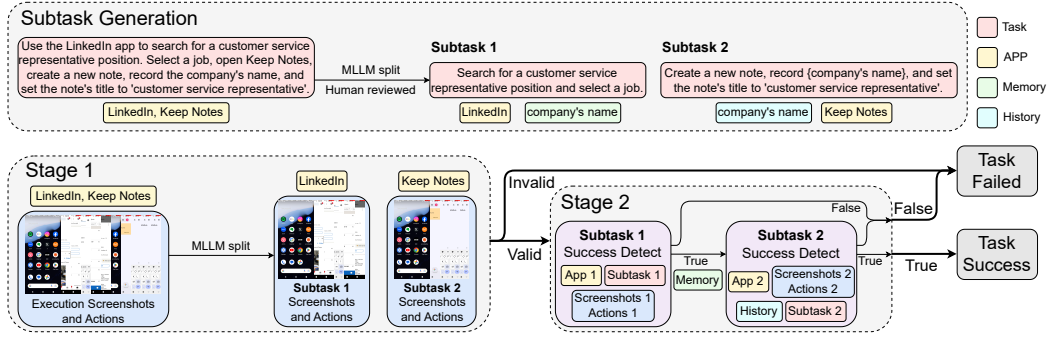 Subtask Generation
Use the LinkedIn app to search for a customer service
representative position. Select a job, open Keep Notes,
create a new note, record the company's name, and
set the note's title to 'customer service representative'.
LinkedIn, Keep Notes
MLLM split
Human reviewed
Subtask 1
Search for a customer service
representative position and select a job.
LinkedIn
company's name
Subtask 2
Create a new note, record {company's name}, and set
the note's title to 'customer service representative'.
company's name
Keep Notes
Task
APP
Memory
History
Stage 1
LinkedIn, Keep Notes
Execution Screenshots
and Actions
MLLM split
LinkedIn
Subtask 1
Screenshots
and Actions
Keep Notes
Subtask 2
Screenshots
and Actions
Invalid
Valid
Stage 2
Subtask 1
Success Detect
App 1
Subtask 1
Screenshots 1
Actions 1
True
Memory
False
Subtask 2
Success Detect
App 2
Screenshots 2
Actions 2
History
Subtask 2
True
False
True
Task
Failed
Task
Success